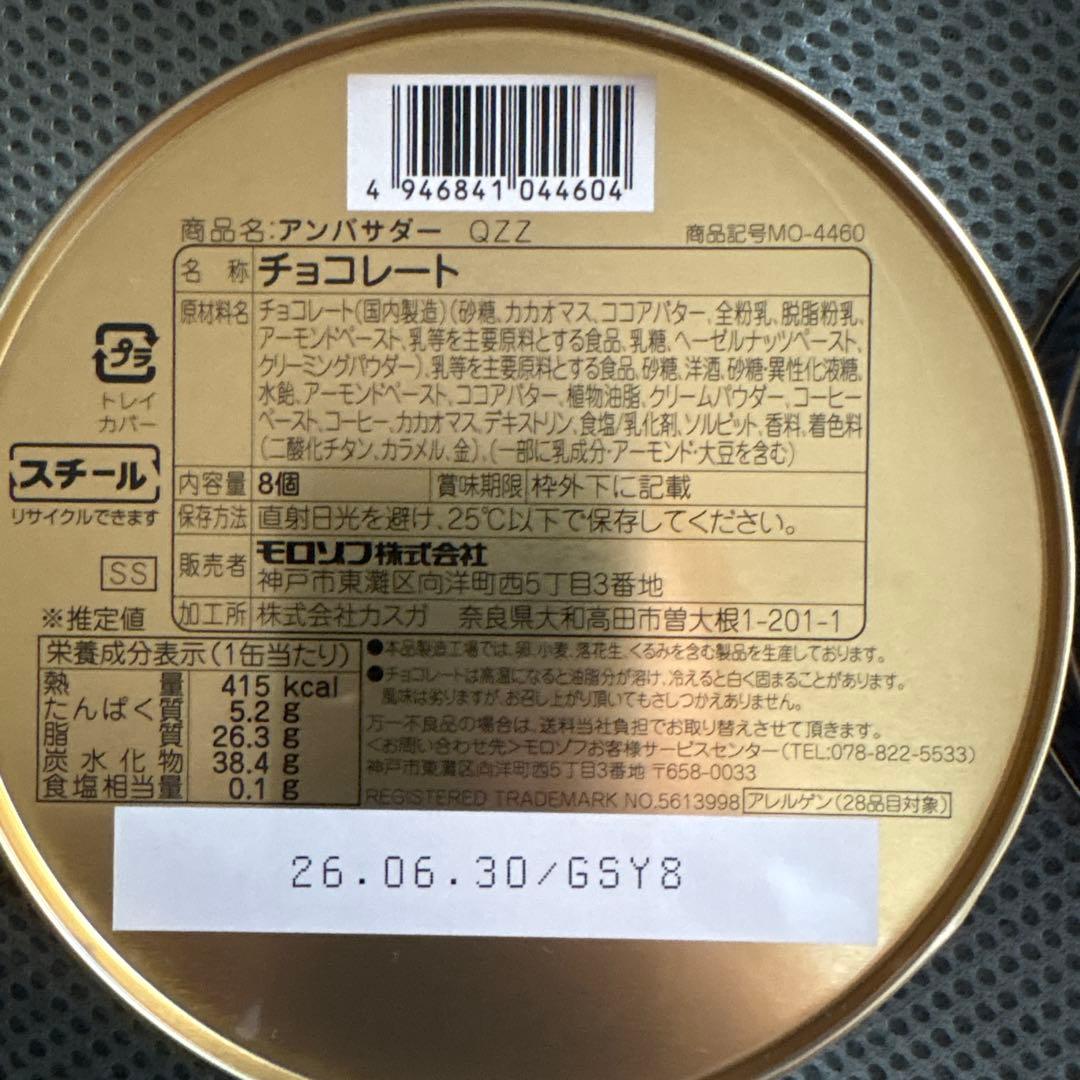 4 946841 044604
商品名:アンバサダー QZZ 商品記号MO-4460
名称 チョコレート
原材料名 チョコレート(国内製造)(砂糖、カカオマス、ココアバター、全粉乳、脱脂粉乳、
アーモンドペースト、乳等を主要原料とする食品、乳糖、ヘーゼルナッツペースト、
クリーミングパウダー)、乳等を主要原料とする食品、砂糖、洋酒、砂糖・異性化液糖、
水飴、アーモンドペースト、ココアバター、植物油脂、クリームパウダー、コーヒー
ペースト、コーヒー、カカオマス、デキストリン、食塩/乳化剤、ソルビット、香料、着色料
(二酸化チタン、カラメル、金)、(一部に乳成分・アーモンド・大豆を含む)
内容量 8個 賞味期限 枠外下に記載
保存方法 直射日光を避け、25℃以下で保存してください。
販売者 モロゾフ株式会社
神戸市東灘区向洋町西5丁目3番地
加工所 株式会社カスガ 奈良県大和高田市曽大根1-201-1
プラ
トレイ
カバー
スチール
リサイクルできます
SS
※推定値
栄養成分表示(1缶当たり)
熱量 415 kcal
たんぱく質 5.2 g
脂質 26.3 g
炭水化物 38.4 g
食塩相当量 0.1 g
●本品製造工場では、卵、小麦、落花生、くるみを含む製品を生産しております。
●チョコレートは高温になると油脂分が溶け、冷えると白く固まることがあります。
風味は劣りますが、お召し上がり頂いてもさしつかえありません。
万一不良品の場合は、送料当社負担でお取り替えさせて頂きます。
<お問い合わせ先>モロゾフお客様サービスセンター(TEL:078-822-5533)
神戸市東灘区向洋町西5丁目3番地 〒658-0033
REGISTERED TRADEMARK NO.5613998 アレルゲン(28品目対象)
26.06.30/GSY8